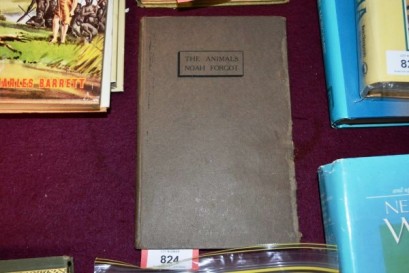 THE ANIMALS
NOAH FORGOT
CHARLES BARRETT
824
82
NE
W